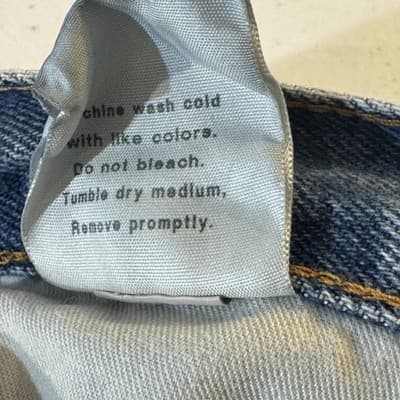 chine wash cold
with like colors.
Do not bleach.
Tumble dry medium,
Remove promptly.